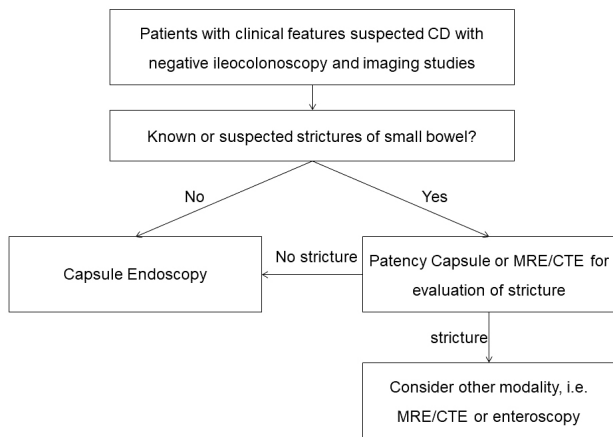 Patients with clinical features suspected CD with
negative ileocolonoscopy and imaging studies
Known or suspected strictures of small bowel?
No
Yes
Capsule Endoscopy
No stricture
Patency Capsule or MRE/CTE for
evaluation of stricture
stricture
Consider other modality, i.e.
MRE/CTE or enteroscopy